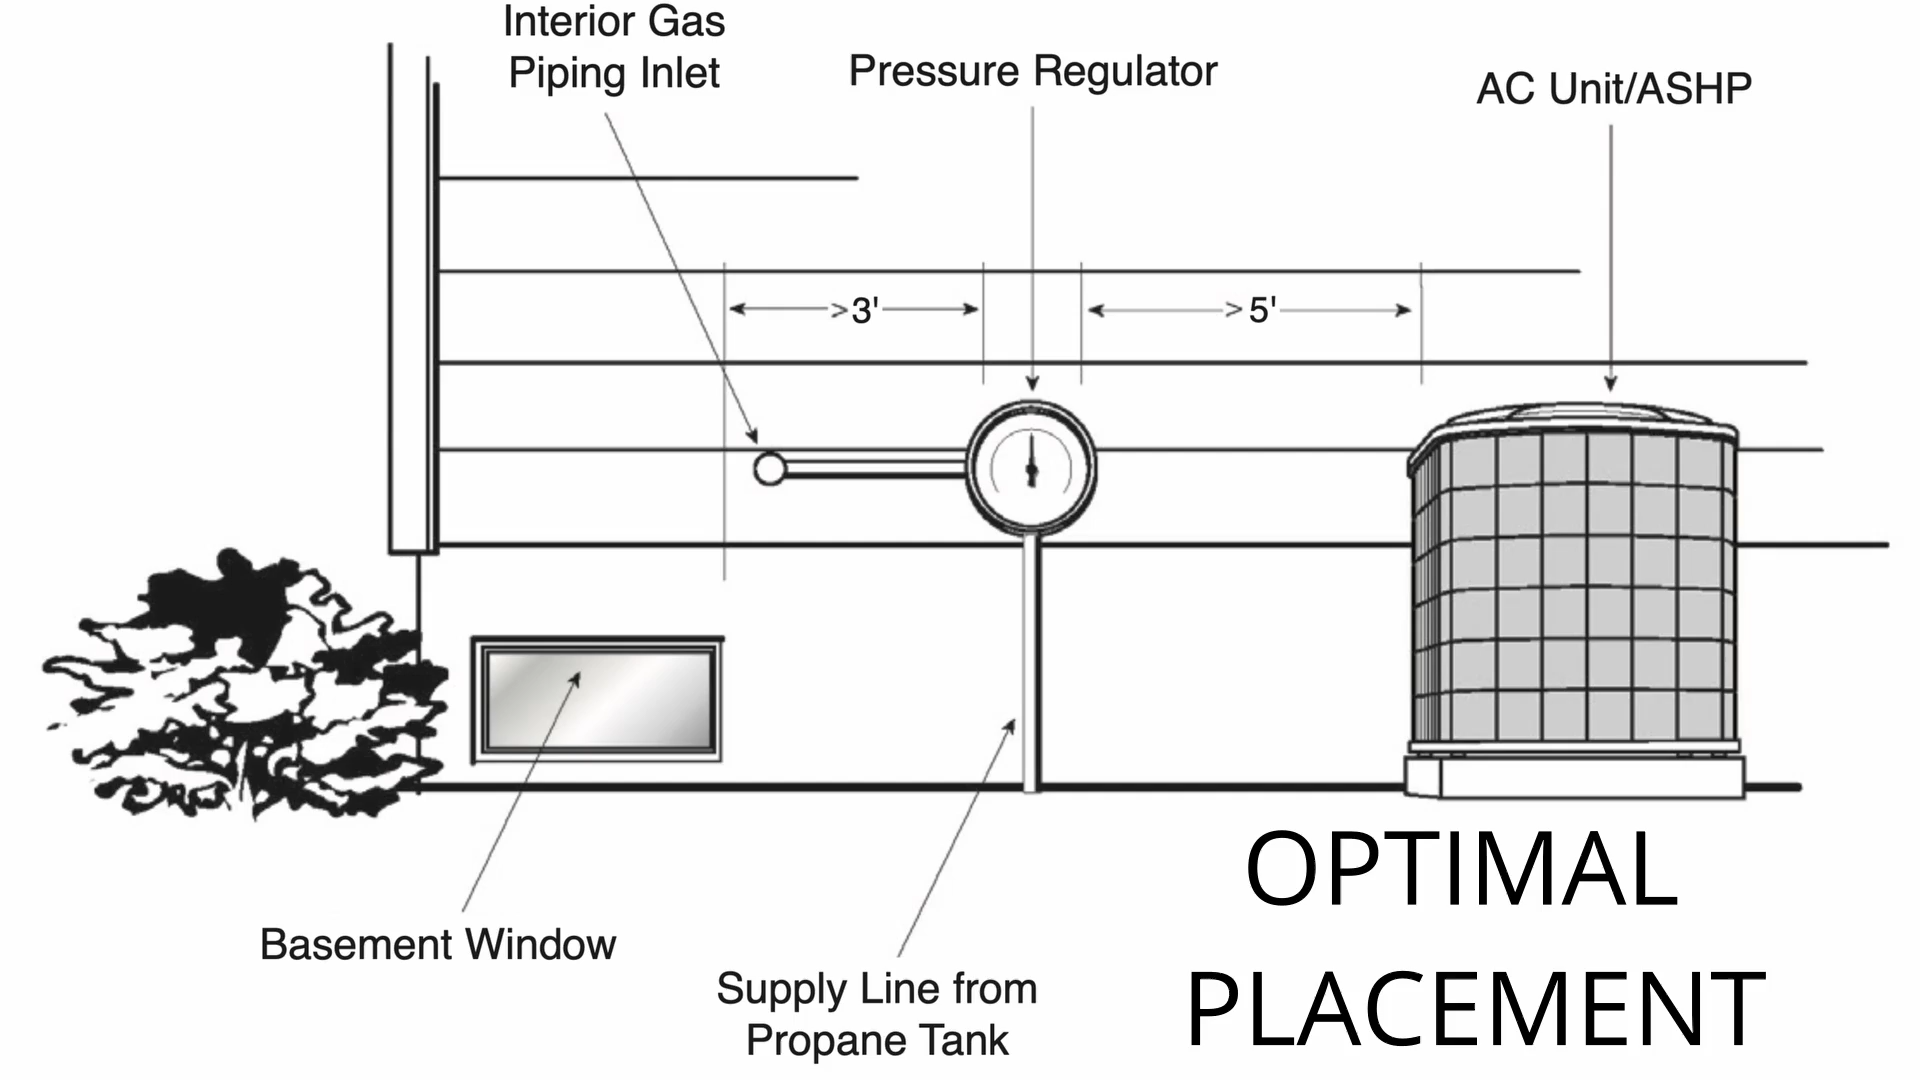 Interior Gas
Piping Inlet
Pressure Regulator
AC Unit/ASHP
>3'
> 5'
Basement Window
Supply Line from
Propane Tank
OPTIMAL
PLACEMENT